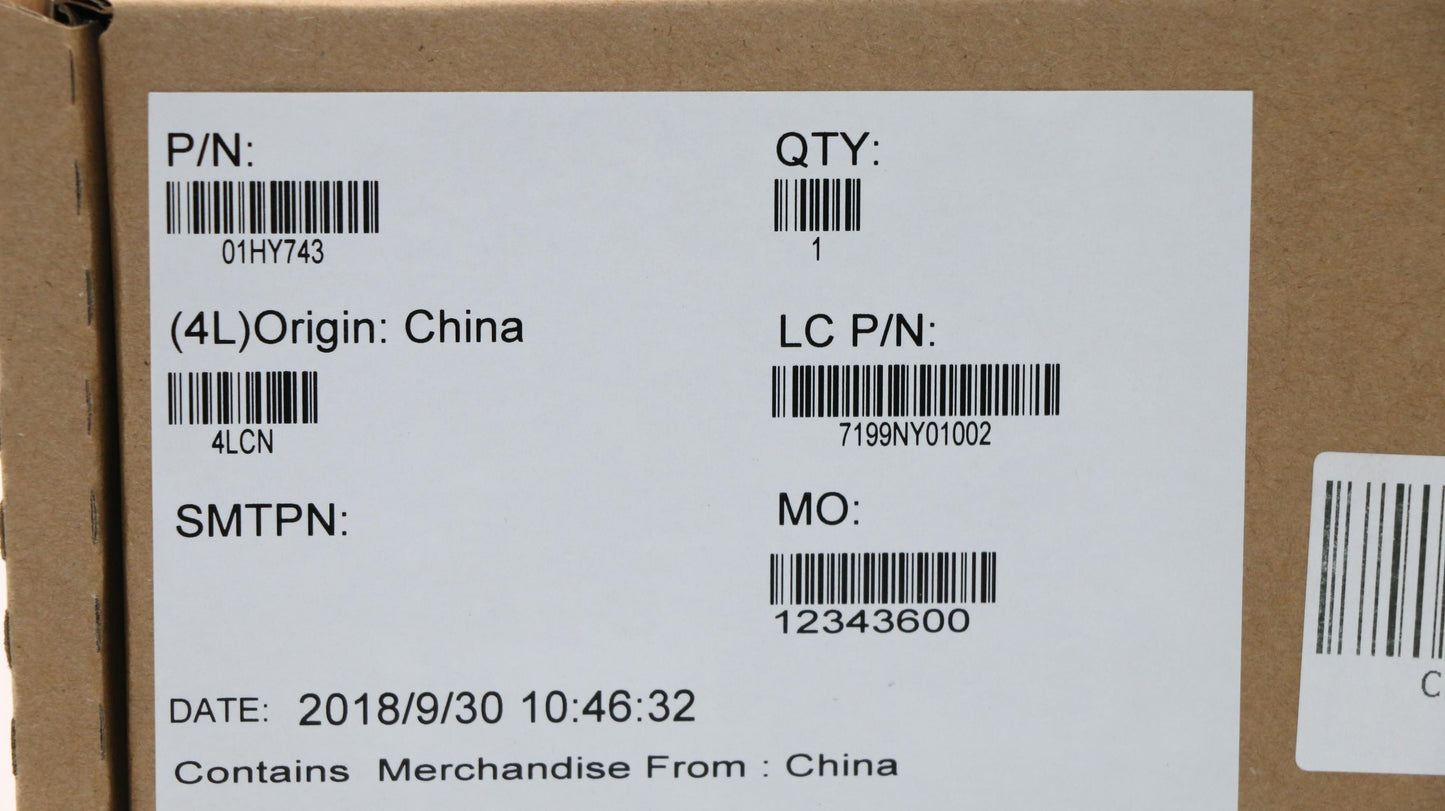 P/N:
01HY743
QTY:
1
(4L)Origin: China
4LCN
LC P/N:
7199NY01002
SMTPN:
MO:
12343600
DATE: 2018/9/30 10:46:32
Contains Merchandise From : China
C